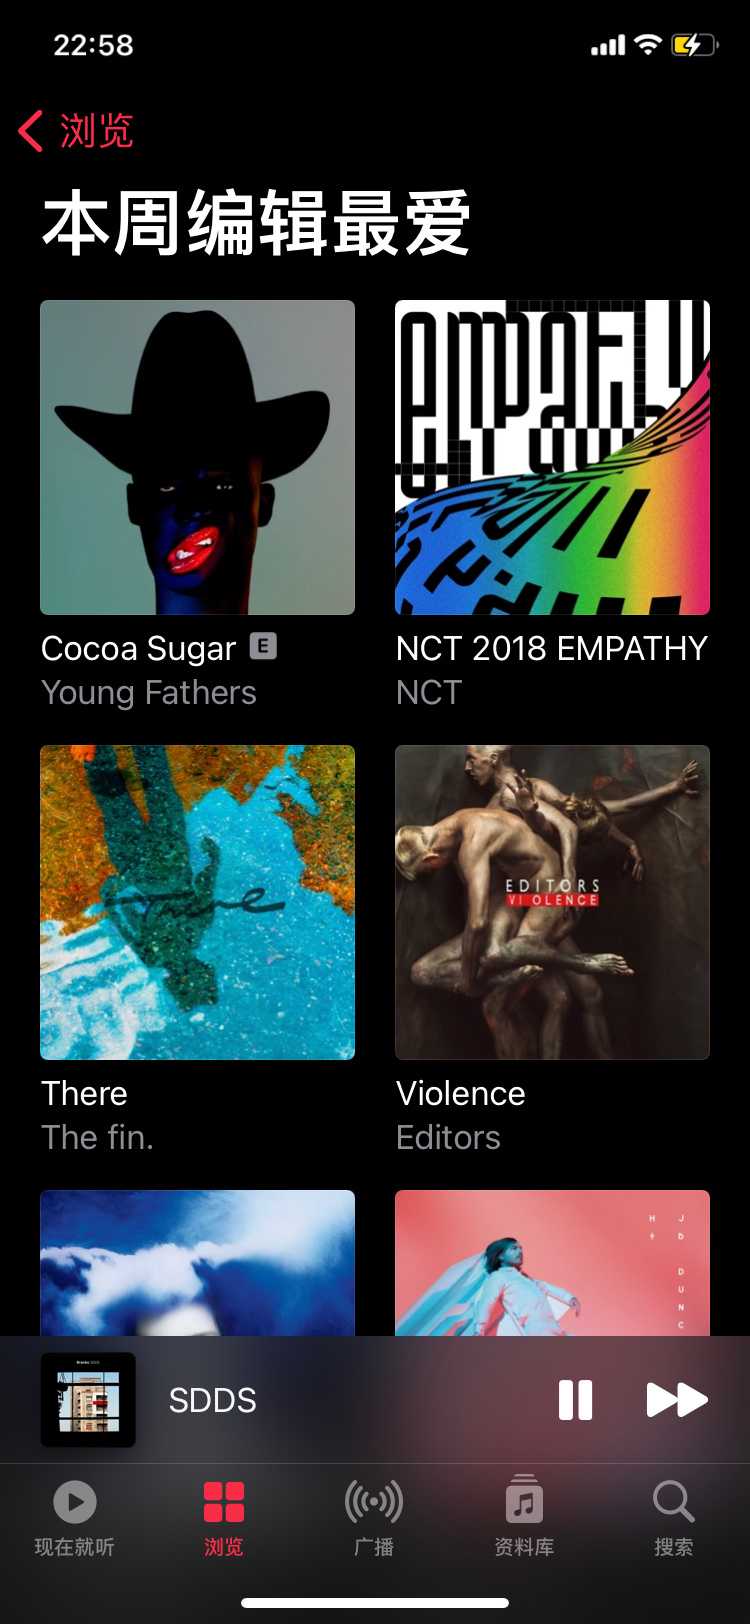 22:58
浏览
本周编辑最爱
empathy
Cocoa Sugar E
Young Fathers
NCT 2018 EMPATHY
NCT
There
EDITORS
VIOLENCE
There
The fin.
Violence
Editors
H J
t b
D
U
N
C
SDDS
现在就听
浏览
广播
资料库
搜索